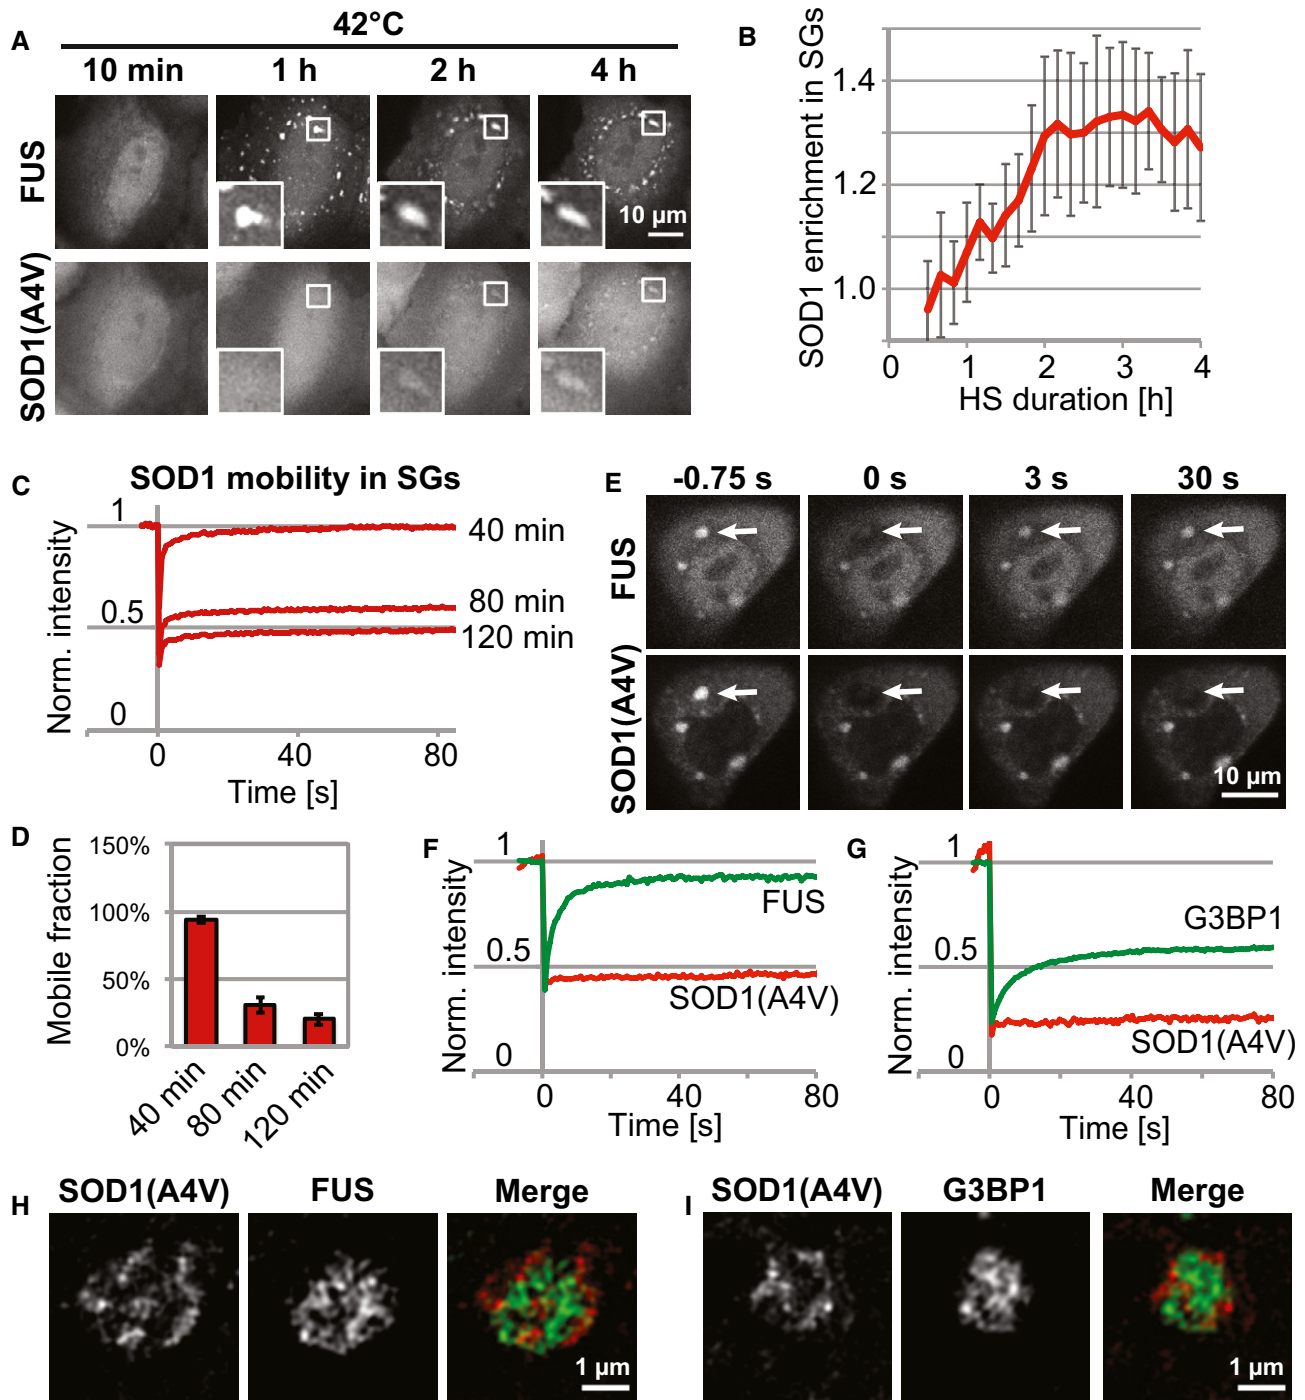 A
42°C
10 min 1 h 2 h 4 h
FUS
10 µm
SOD1(A4V)
B
SOD1 enrichment in SGs
1.4
1.2
1.0
0 1 2 3 4
HS duration [h]
C
SOD1 mobility in SGs
Norm. intensity
1
0.5
0
40 min
80 min
120 min
0 40 80
Time [s]
D
Mobile fraction
150%
100%
50%
0%
40 min
80 min
120 min
E
-0.75 s 0 s 3 s 30 s
FUS
SOD1(A4V)
10 µm
F
Norm. intensity
1
0.5
0
FUS
SOD1(A4V)
0 40 80
Time [s]
G
Norm. intensity
1
0.5
0
G3BP1
SOD1(A4V)
0 40 80
Time [s]
H
SOD1(A4V) FUS Merge
1 µm
I
SOD1(A4V) G3BP1 Merge
1 µm